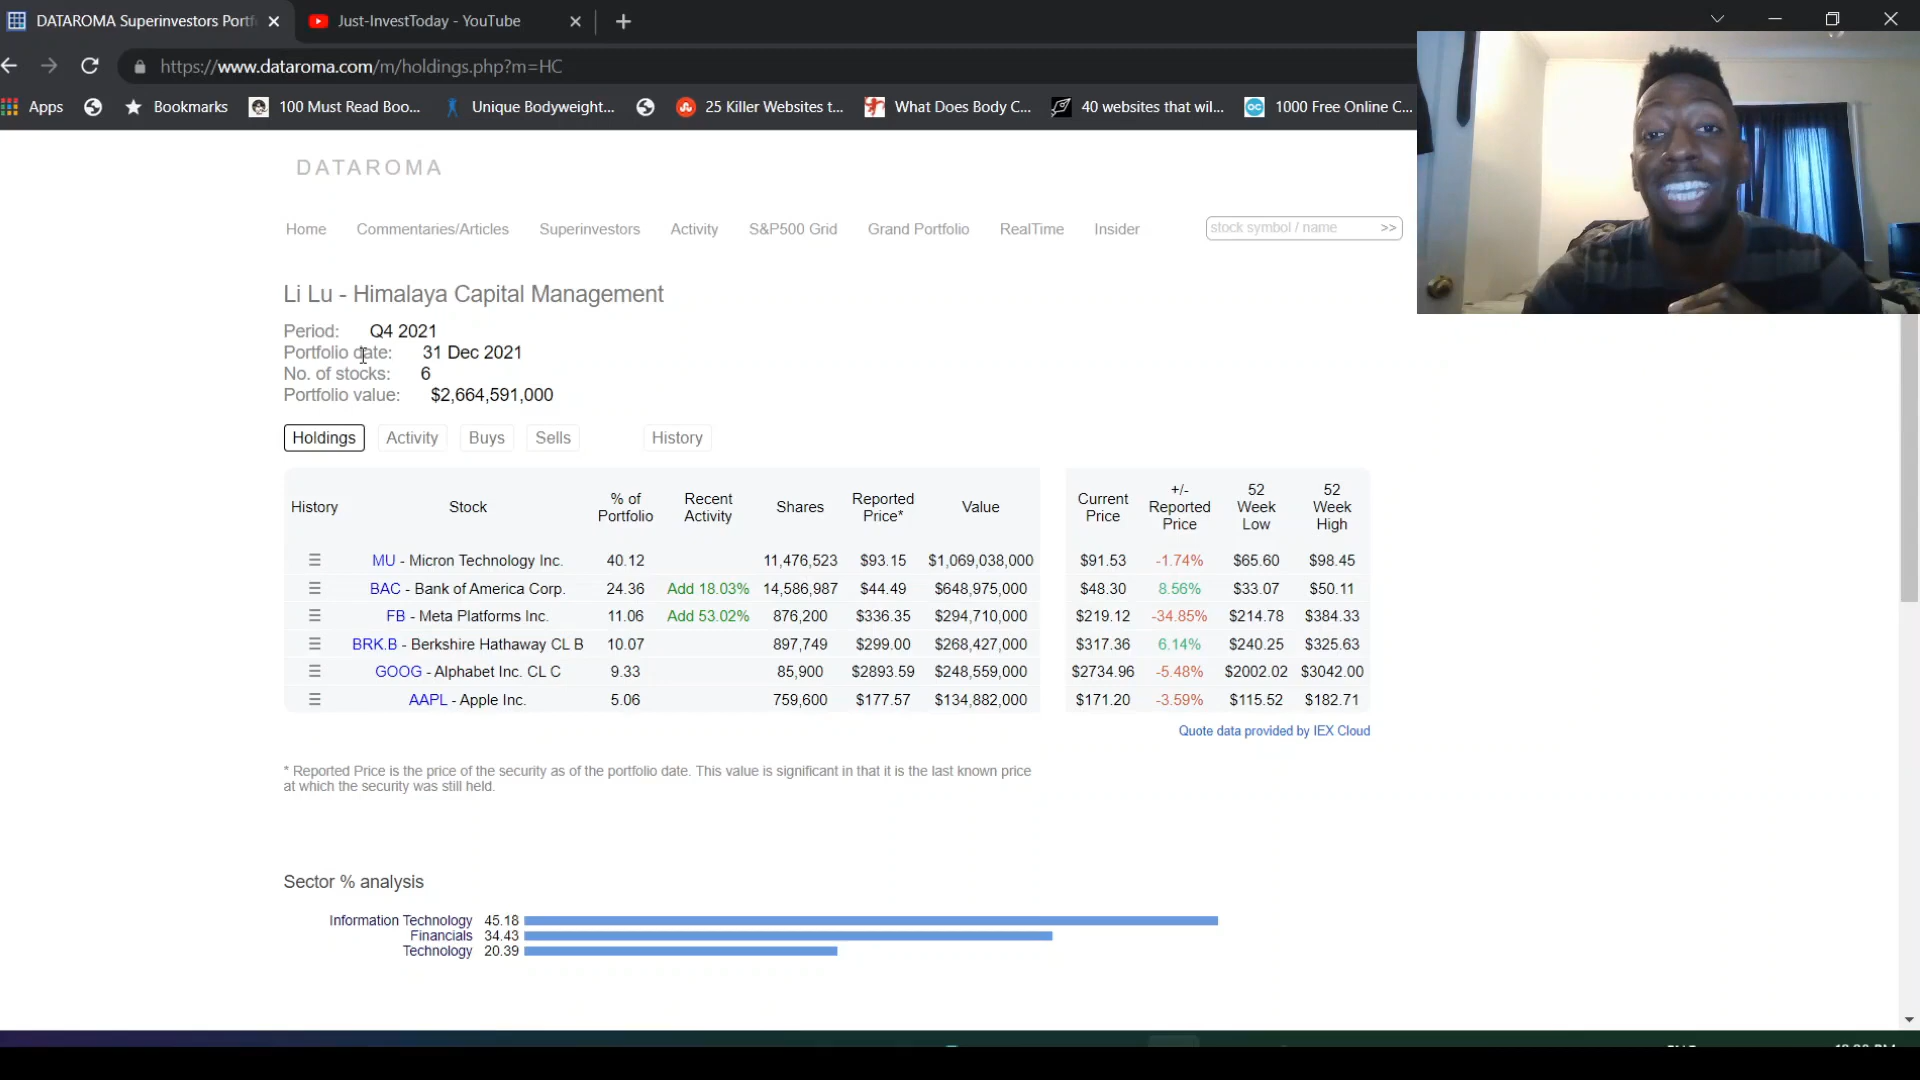 DATAROMA Superinvestors Portf
Just-InvestToday - YouTube
https://www.dataroma.com/m/holdings.php?m=HC
Apps
Bookmarks
100 Must Read Boo...
Unique Bodyweight...
25 Killer Websites t...
What Does Body C...
40 websites that wil...
1000 Free Online C...
DATAROMA
Home Commentaries/Articles Superinvestors Activity S&P500 Grid Grand Portfolio RealTime Insider stock symbol / name >>
Li Lu - Himalaya Capital Management
Period: Q4 2021
Portfolio date: 31 Dec 2021
No. of stocks: 6
Portfolio value: $2,664,591,000
Holdings Activity Buys Sells History
History Stock % of Portfolio Recent Activity Shares Reported Price* Value Current Price +/- Reported Price 52 Week Low 52 Week High
MU - Micron Technology Inc. 40.12 11,476,523 $93.15 $1,069,038,000 $91.53 -1.74% $65.60 $98.45
BAC - Bank of America Corp. 24.36 Add 18.03% 14,586,987 $44.49 $648,975,000 $48.30 8.56% $33.07 $50.11
FB - Meta Platforms Inc. 11.06 Add 53.02% 876,200 $336.35 $294,710,000 $219.12 -34.85% $214.78 $384.33
BRK.B - Berkshire Hathaway CL B 10.07 897,749 $299.00 $268,427,000 $317.36 6.14% $240.25 $325.63
GOOG - Alphabet Inc. CL C 9.33 85,900 $2893.59 $248,559,000 $2734.96 -5.48% $2002.02 $3042.00
AAPL - Apple Inc. 5.06 759,600 $177.57 $134,882,000 $171.20 -3.59% $115.52 $182.71
Quote data provided by IEX Cloud
* Reported Price is the price of the security as of the portfolio date. This value is significant in that it is the last known price
at which the security was still held.
Sector % analysis
Information Technology 45.18
Financials 34.43
Technology 20.39